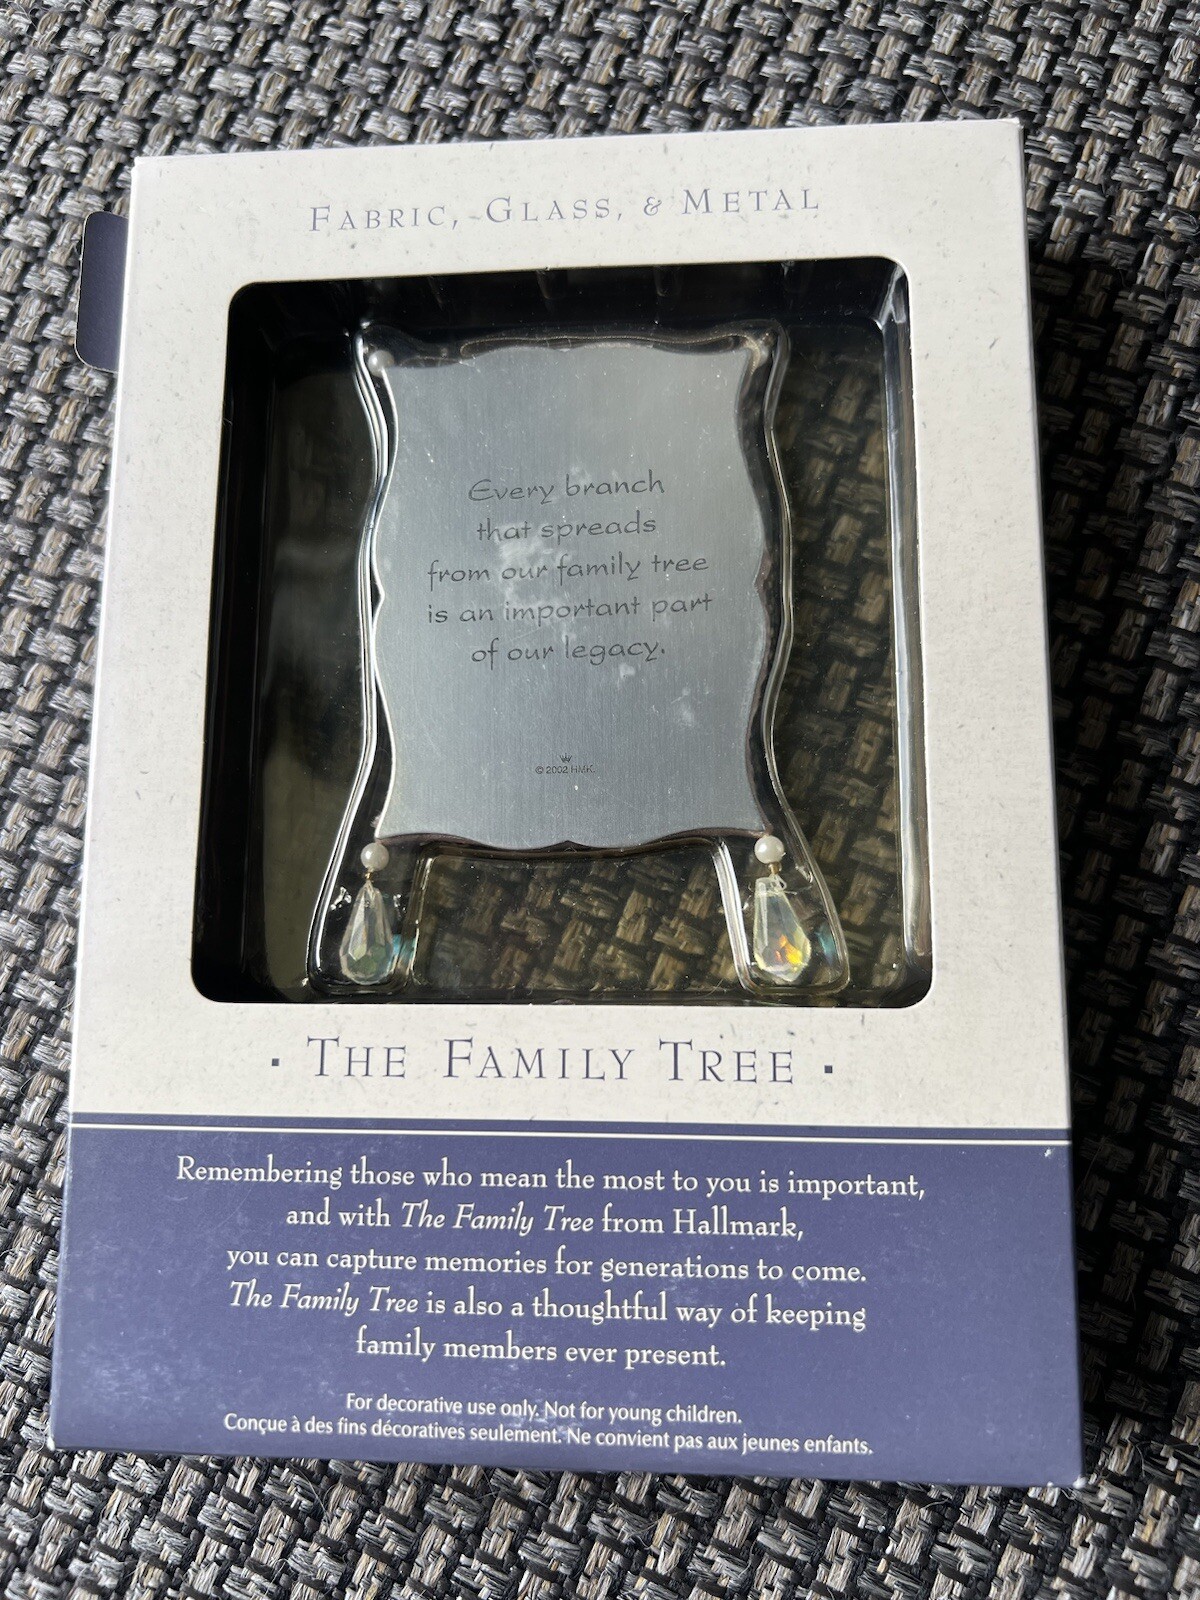 FABRIC, GLASS, & METAL
Every branch
that spreads
from our family tree
is an important part
of our legacy.
© 2002 HMK.
· THE FAMILY TREE ·
Remembering those who mean the most to you is important,
and with The Family Tree from Hallmark,
you can capture memories for generations to come.
The Family Tree is also a thoughtful way of keeping
family members ever present.
For decorative use only. Not for young children.
Conçue à des fins décoratives seulement. Ne convient pas aux jeunes enfants.